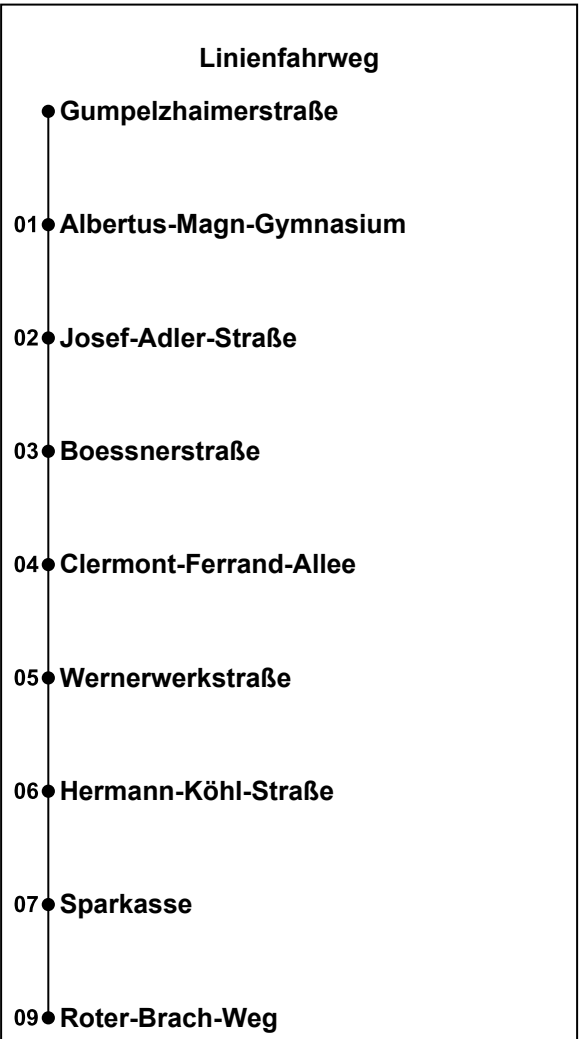 Linienfahrweg
Gumpelzhaimerstraße
01 Albertus-Magn-Gymnasium
02 Josef-Adler-Straße
03 Boessnerstraße
04 Clermont-Ferrand-Allee
05 Wernerwerkstraße
06 Hermann-Köhl-Straße
07 Sparkasse
09 Roter-Brach-Weg